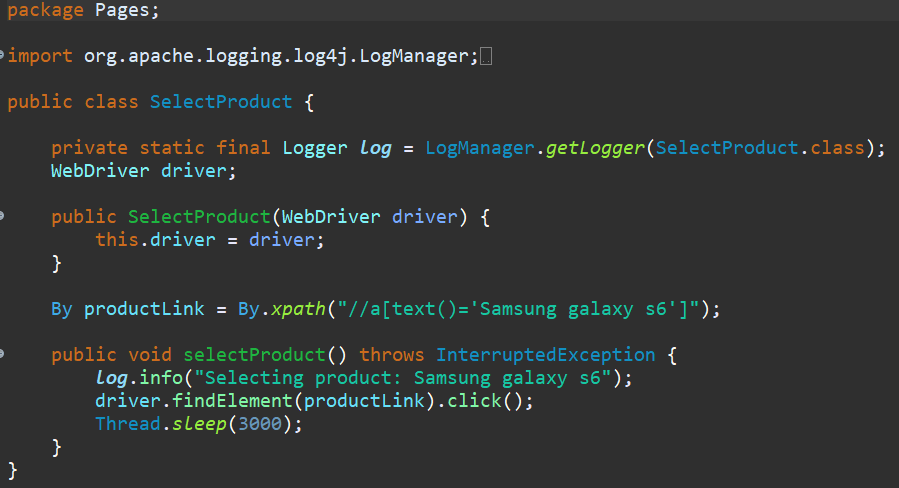 package Pages;
import org.apache.logging.log4j.LogManager;
public class SelectProduct {
private static final Logger log = LogManager.getLogger(SelectProduct.class);
WebDriver driver;
public SelectProduct(WebDriver driver) {
this.driver = driver;
}
By productLink = By.xpath("//a[text()='Samsung galaxy s6']");
public void selectProduct() throws InterruptedException {
log.info("Selecting product: Samsung galaxy s6");
driver.findElement(productLink).click();
Thread.sleep(3000);
}
}